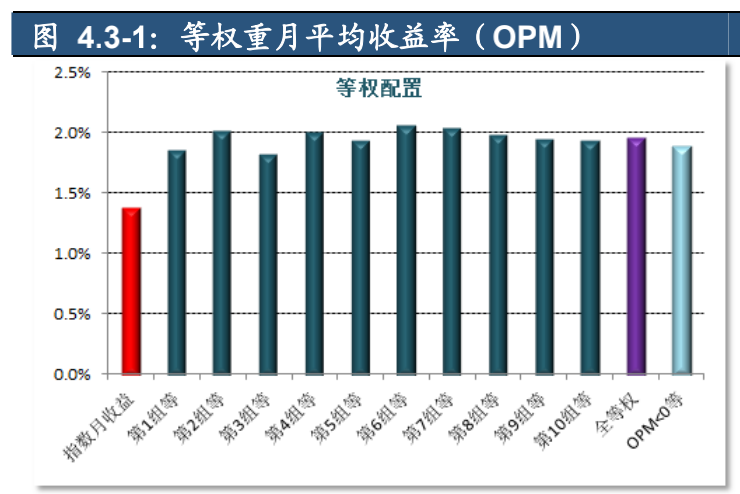 图 4.3-1: 等权重月平均收益率（OPM）
等权配置
2.5%
2.0%
1.5%
1.0%
0.5%
0.0%
指数月收益
第1组等
第2组等
第3组等
第4组等
第5组等
第6组等
第7组等
第8组等
第9组等
第10组等
全等权
OPM<0等